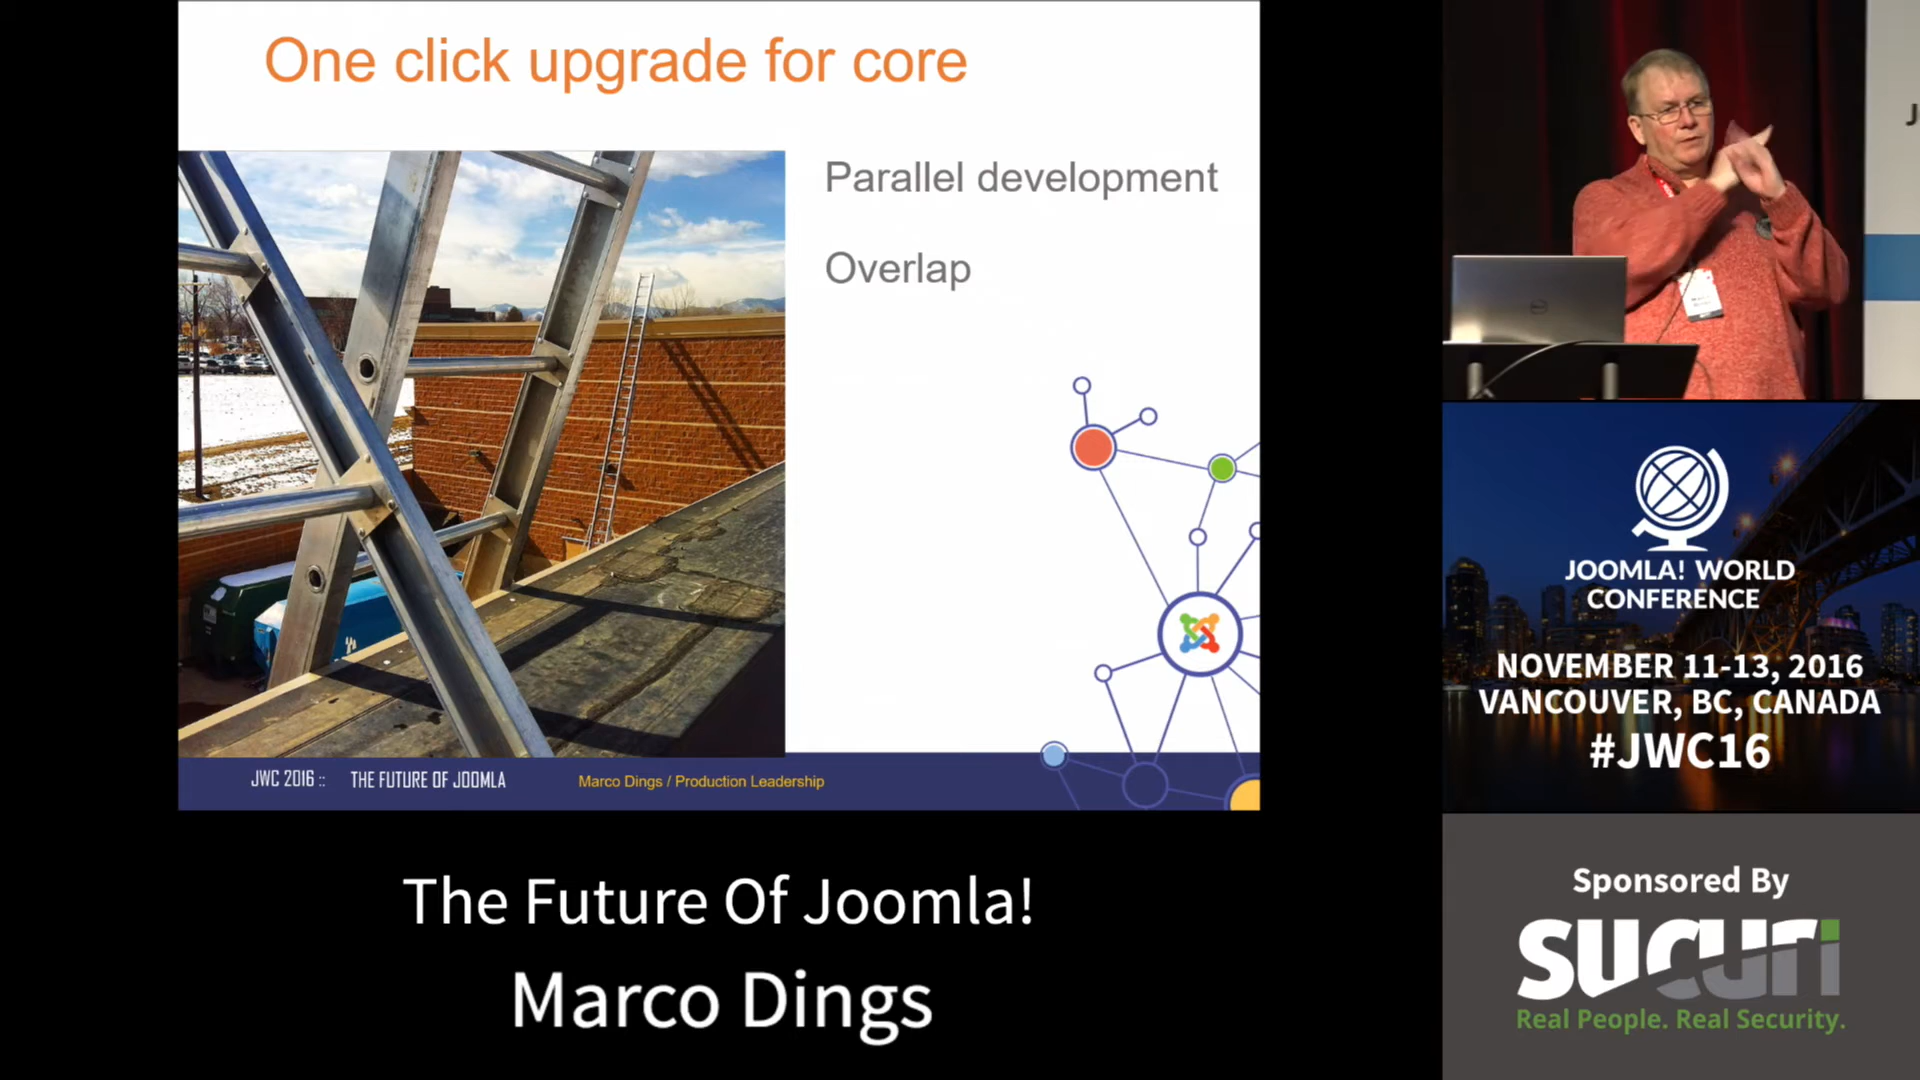 One click upgrade for core
Parallel development
Overlap
JWC 2016 :: THE FUTURE OF JOOMLA
Marco Dings / Production Leadership
The Future Of Joomla!
Marco Dings
J
JOOMLA! WORLD
CONFERENCE
NOVEMBER 11-13, 2016
VANCOUVER, BC, CANADA
#JWC16
Sponsored By
SUCURi
Real People. Real Security.